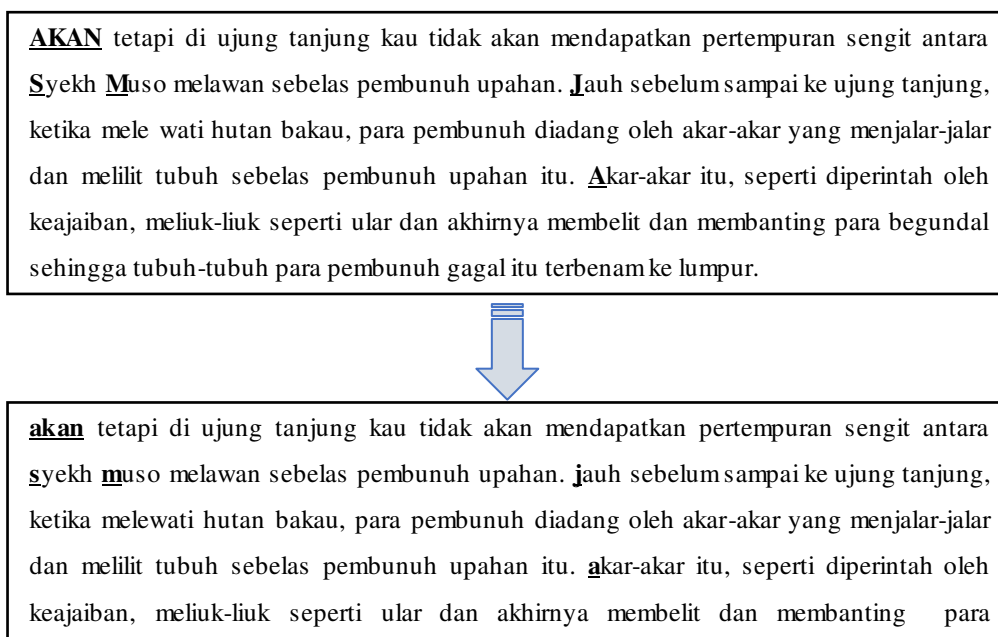 AKAN tetapi di ujung tanjung kau tidak akan mendapatkan pertempuran sengit antara
Syekh Muso melawan sebelas pembunuh upahan. Jauh sebelum sampai ke ujung tanjung,
ketika mele wati hutan bakau, para pembunuh diadang oleh akar-akar yang menjalar-jalar
dan melilit tubuh sebelas pembunuh upahan itu. Akar-akar itu, seperti diperintah oleh
keajaiban, meliuk-liuk seperti ular dan akhirnya membelit dan membanting para begundal
sehingga tubuh-tubuh para pembunuh gagal itu terbenam ke lumpur.
akan tetapi di ujung tanjung kau tidak akan mendapatkan pertempuran sengit antara
syekh muso melawan sebelas pembunuh upahan. jauh sebelum sampai ke ujung tanjung,
ketika melewati hutan bakau, para pembunuh diadang oleh akar-akar yang menjalar-jalar
dan melilit tubuh sebelas pembunuh upahan itu. akar-akar itu, seperti diperintah oleh
keajaiban, meliuk-liuk seperti ular dan akhirnya membelit dan membanting para